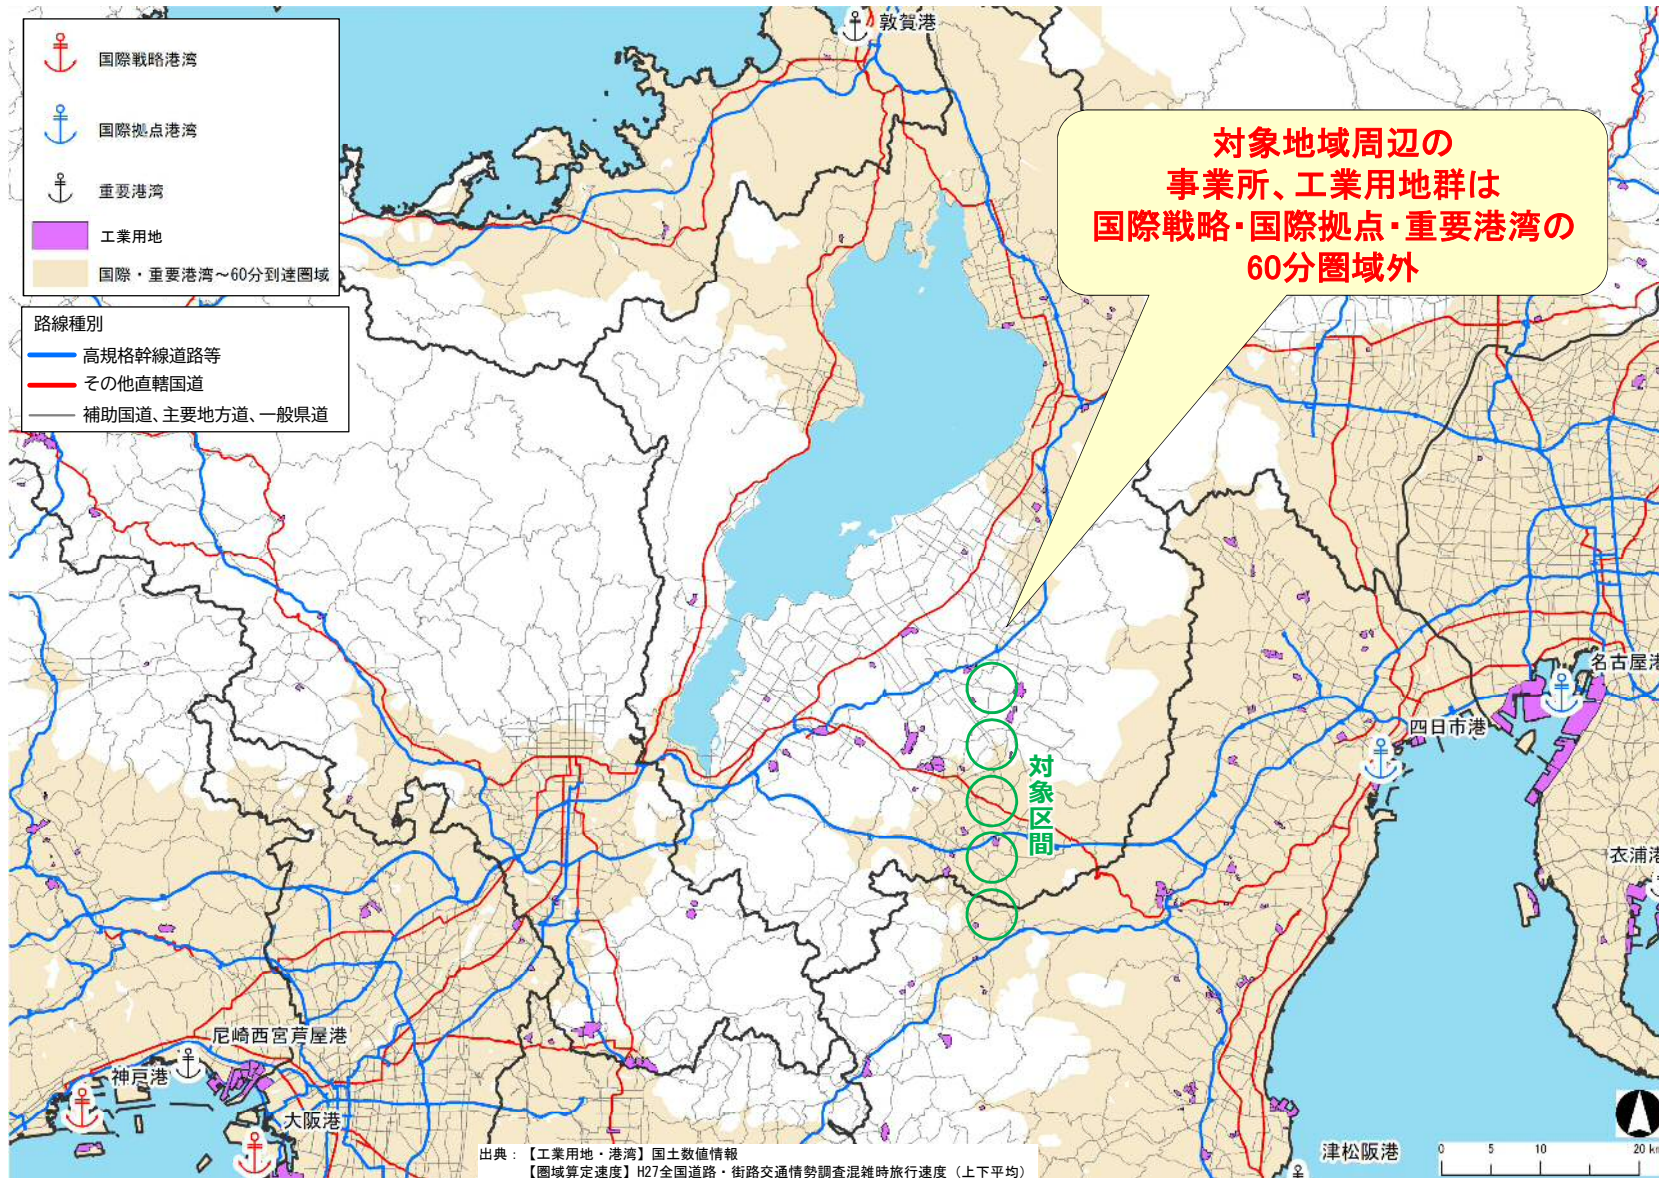 敦賀港
国際戦略港湾
国際拠点港湾
重要港湾
工業用地
国際・重要港湾～60分到達圏域
路線種別
高規格幹線道路等
その他直轄国道
補助国道、主要地方道、一般県道
対象地域周辺の
事業所、工業用地群は
国際戦略・国際拠点・重要港湾の
60分圏域外
名古屋港
四日市港
対象区間
衣浦港
尼崎西宮芦屋港
神戸港
大阪港
津松阪港
0 5 10 20 km
出典：【工業用地・港湾】国土数値情報
【圏域算定速度】H27全国道路・街路交通情勢調査混雑時旅行速度（上下平均）